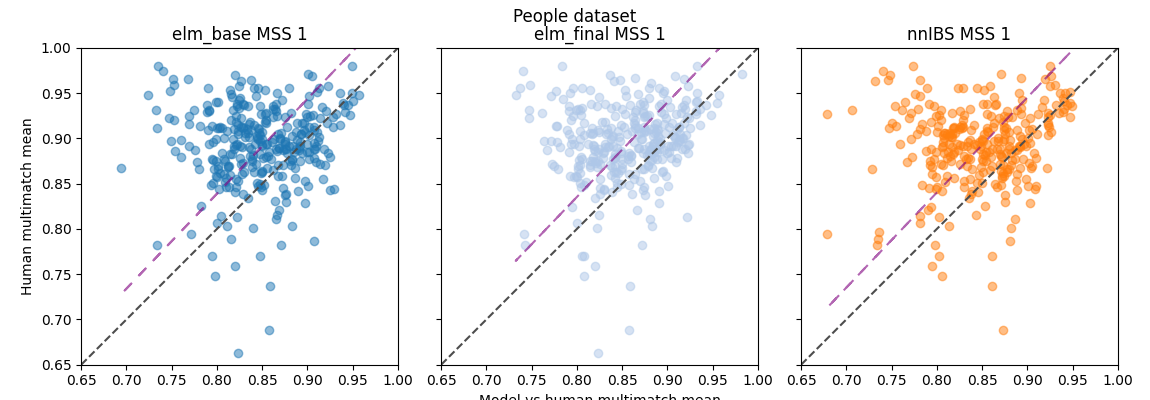 People dataset
elm_base MSS 1
elm_final MSS 1
nnIBS MSS 1
Human multimatch mean
1.00
0.95
0.90
0.85
0.80
0.75
0.70
0.65
0.65 0.70 0.75 0.80 0.85 0.90 0.95 1.00
0.65 0.70 0.75 0.80 0.85 0.90 0.95 1.00
0.65 0.70 0.75 0.80 0.85 0.90 0.95 1.00
Model vs human multimatch mean